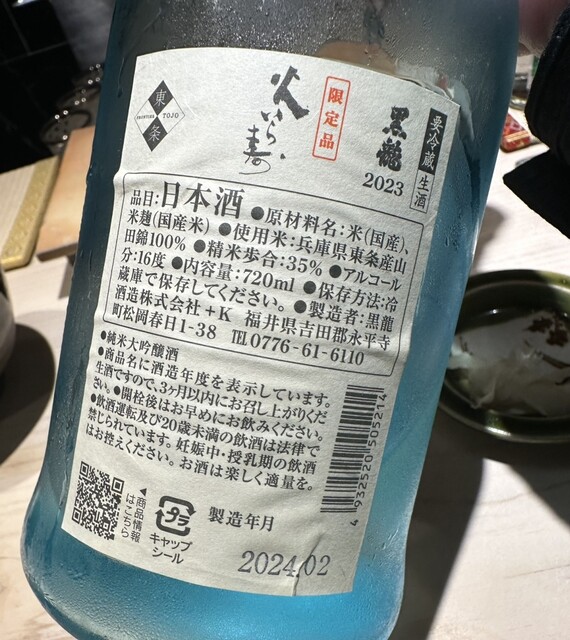 東条
FRONTIER TOJO
火いら寿
限定品
黒龍
2023
要冷蔵 生酒
品目:日本酒 ●原材料名:米(国産)、
米麹(国産米) ●使用米:兵庫県東条産山
田錦100% ●精米歩合:35% ●アルコール
分:16度 ●内容量:720ml ●保存方法:冷
蔵庫で保存してください。 ●製造者:黒龍
酒造株式会社+K 福井県吉田郡永平寺
町松岡春日1-38 TEL0776-61-6110
●純米大吟醸酒
●商品名に酒造年度を表示しています。
生酒ですので、3ヶ月以内にお召し上がりくだ
さい。●開栓後はお早めにお飲みください。
●飲酒運転及び20歳未満の飲酒は法律で
禁じられています。妊娠中・授乳期の飲酒
はお控えください。お酒は楽しく適量を。
◀商品情報
はこちら
プラ
キャップ
シール
製造年月
2024.02
4 932520 505214